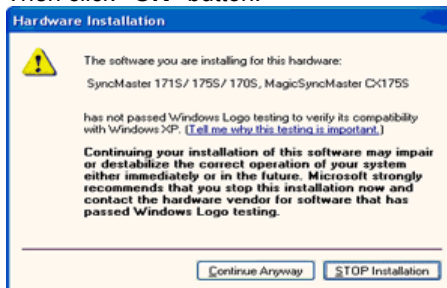 Then click "OK" button.
Hardware Installation
The software you are installing for this hardware:
SyncMaster 171S/ 175S/ 170S, MagicSyncMaster CX175S
has not passed Windows Logo testing to verify its compatibility
with Windows XP. (Tell me why this testing is important.)
Continuing your installation of this software may impair
or destabilize the correct operation of your system
either immediately or in the future. Microsoft strongly
recommends that you stop this installation now and
contact the hardware vendor for software that has
passed Windows Logo testing.
Continue Anyway
STOP Installation